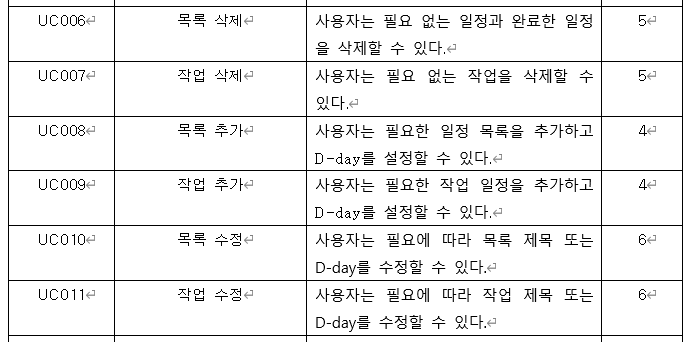 UC006 목록 삭제 사용자는 필요 없는 일정과 완료한 일정 5
을 삭제할 수 있다.
UC007 작업 삭제 사용자는 필요 없는 작업을 삭제할 수 5
있다.
UC008 목록 추가 사용자는 필요한 일정 목록을 추가하고 4
D-day를 설정할 수 있다.
UC009 작업 추가 사용자는 필요한 작업 일정을 추가하고 4
D-day를 설정할 수 있다.
UC010 목록 수정 사용자는 필요에 따라 목록 제목 또는 6
D-day를 수정할 수 있다.
UC011 작업 수정 사용자는 필요에 따라 작업 제목 또는 6
D-day를 수정할 수 있다.